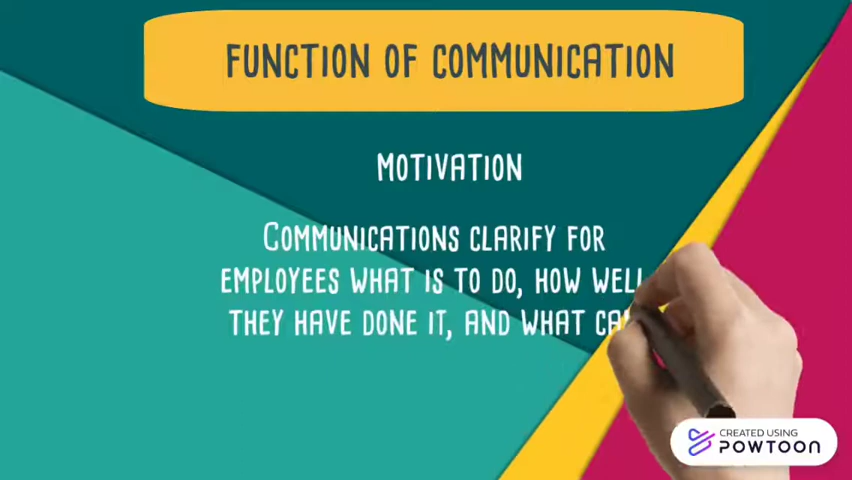 FUNCTION OF COMMUNICATION
MOTIVATION
COMMUNICATIONS CLARIFY FOR
EMPLOYEES WHAT IS TO DO, HOW WELL
THEY HAVE DONE IT, AND WHAT
CREATED USING
POWTOON